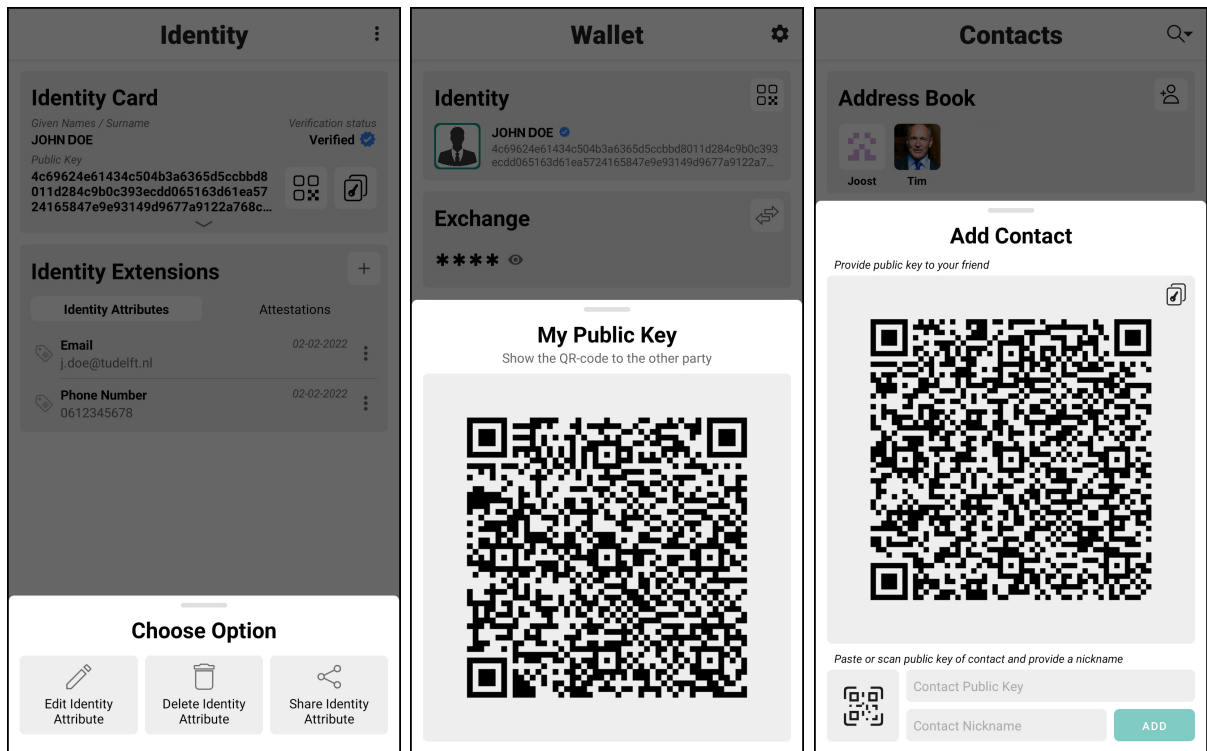 Identity
Identity Card
Given Names / Surname
Verification status
JOHN DOE
Verified
Public Key
4c69624e61434c504b3a6365d5ccbbd8
011d284c9b0c393ecdd065163d61ea57
24165847e9e93149d9677a9122a768c...
Identity Extensions
Identity Attributes
Attestations
Email
02-02-2022
j.doe@tudelft.nl
Phone Number
02-02-2022
0612345678
Choose Option
Edit Identity
Attribute
Delete Identity
Attribute
Share Identity
Attribute
Wallet
Identity
JOHN DOE
4c69624e61434c504b3a6365d5ccbbd8011d284c9b0c393
ecdd065163d61ea5724165847e9e93149d9677a9122a7...
Exchange
****
My Public Key
Show the QR-code to the other party
Contacts
Address Book
Joost
Tim
Add Contact
Provide public key to your friend
Paste or scan public key of contact and provide a nickname
Contact Public Key
Contact Nickname
ADD